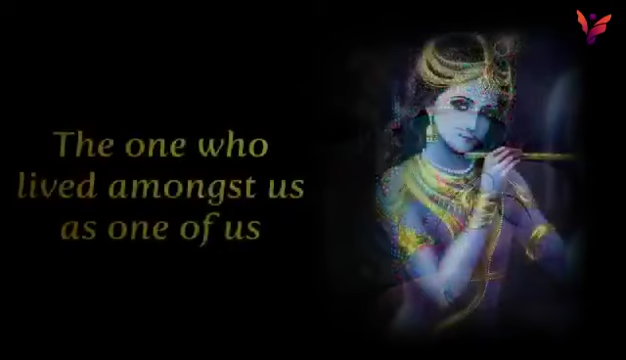 The one who
lived amongst us
as one of us